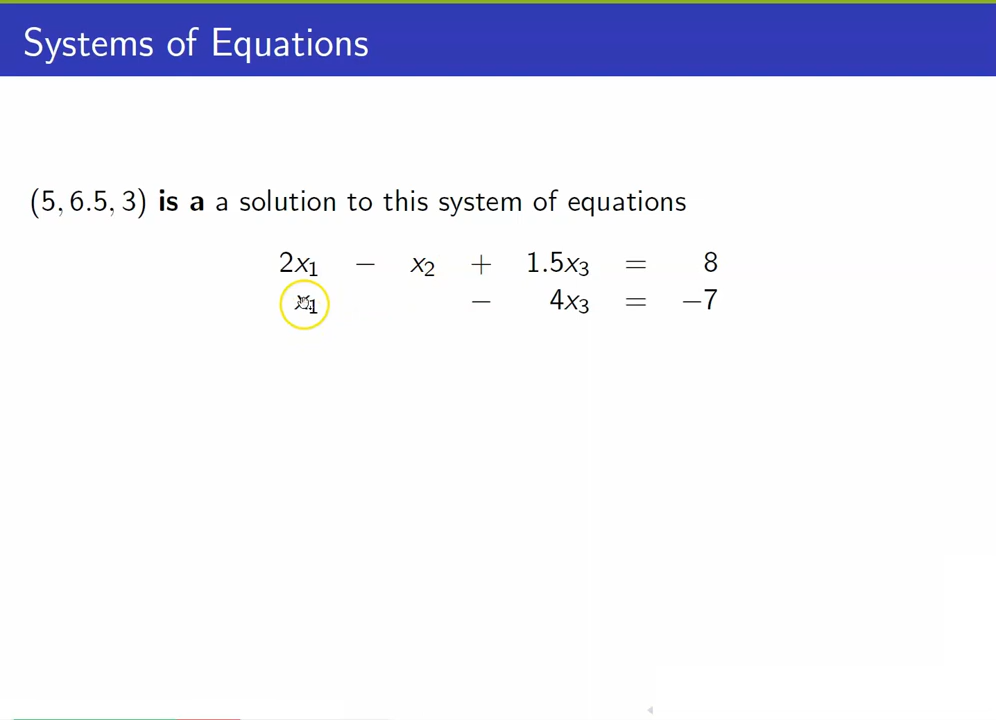 Systems of Equations
(5, 6.5, 3) is a a solution to this system of equations
2x₁ − x₂ + 1.5x₃ = 8
x₁ − 4x₃ = −7